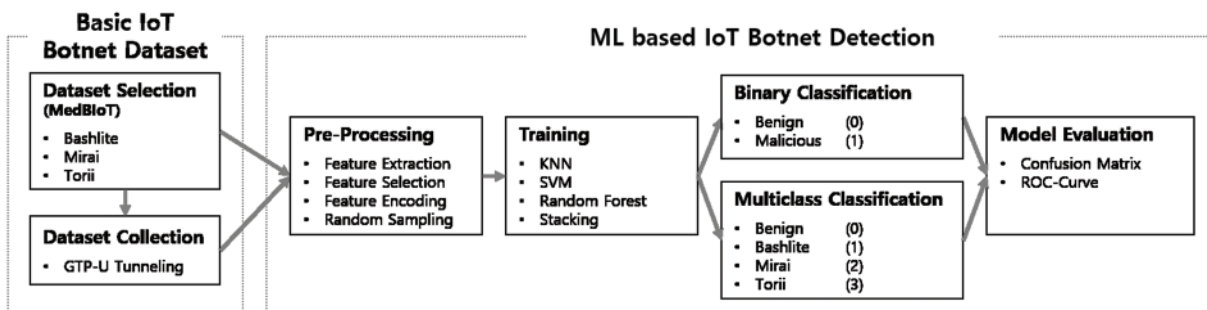 Basic IoT
Botnet Dataset
Dataset Selection
(MedBIoT)
• Bashlite
• Mirai
• Torii
Dataset Collection
• GTP-U Tunneling
ML based IoT Botnet Detection
Pre-Processing
• Feature Extraction
• Feature Selection
• Feature Encoding
• Random Sampling
Training
• KNN
• SVM
• Random Forest
• Stacking
Binary Classification
• Benign (0)
• Malicious (1)
Multiclass Classification
• Benign (0)
• Bashlite (1)
• Mirai (2)
• Torii (3)
Model Evaluation
• Confusion Matrix
• ROC-Curve